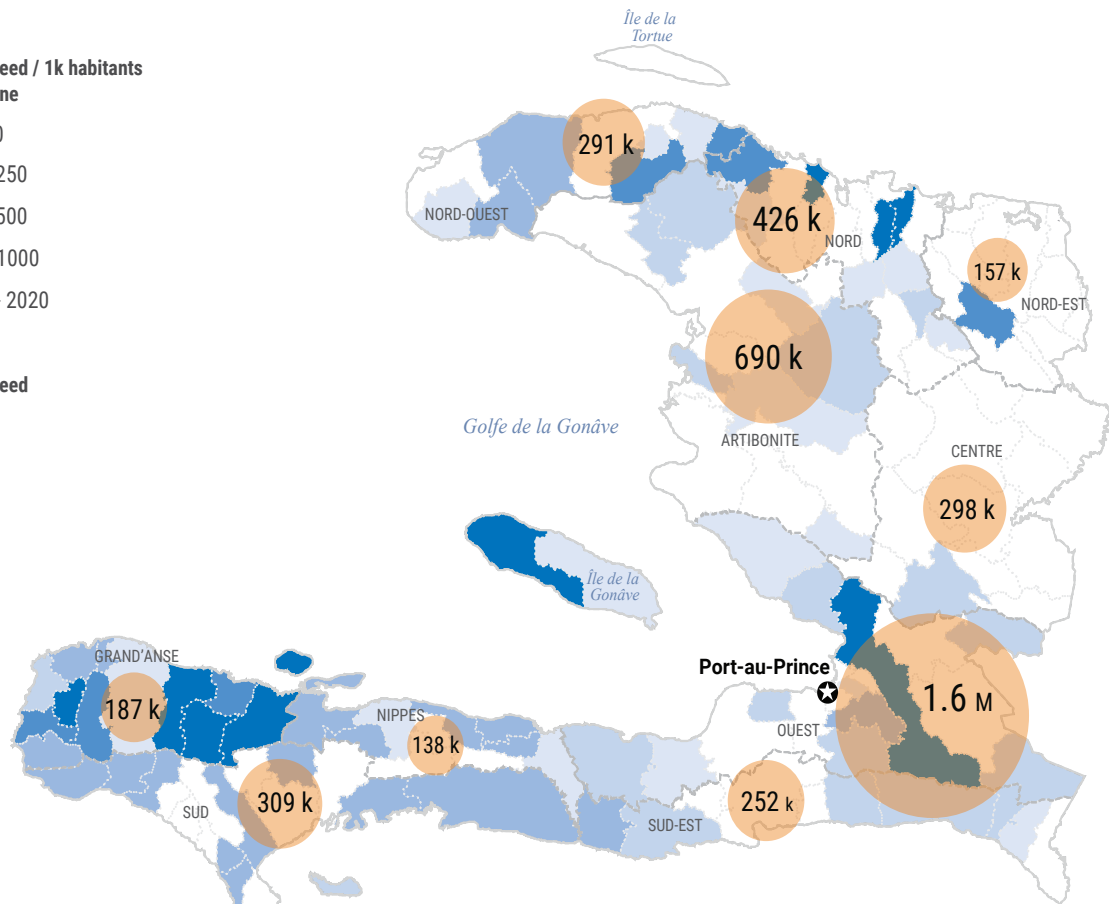 Île de la
Tortue
eed / 1k habitants
ne
0
250
500
1000
- 2020
eed
291 k
426 k
NORD-OUEST
NORD
157 k
NORD-EST
690 k
Golfe de la Gonâve
ARTIBONITE
CENTRE
298 k
Île de la
Gonâve
GRAND'ANSE
Port-au-Prince
1.6 M
187 k
NIPPES
OUEST
138 k
309 k
252 k
SUD
SUD-EST